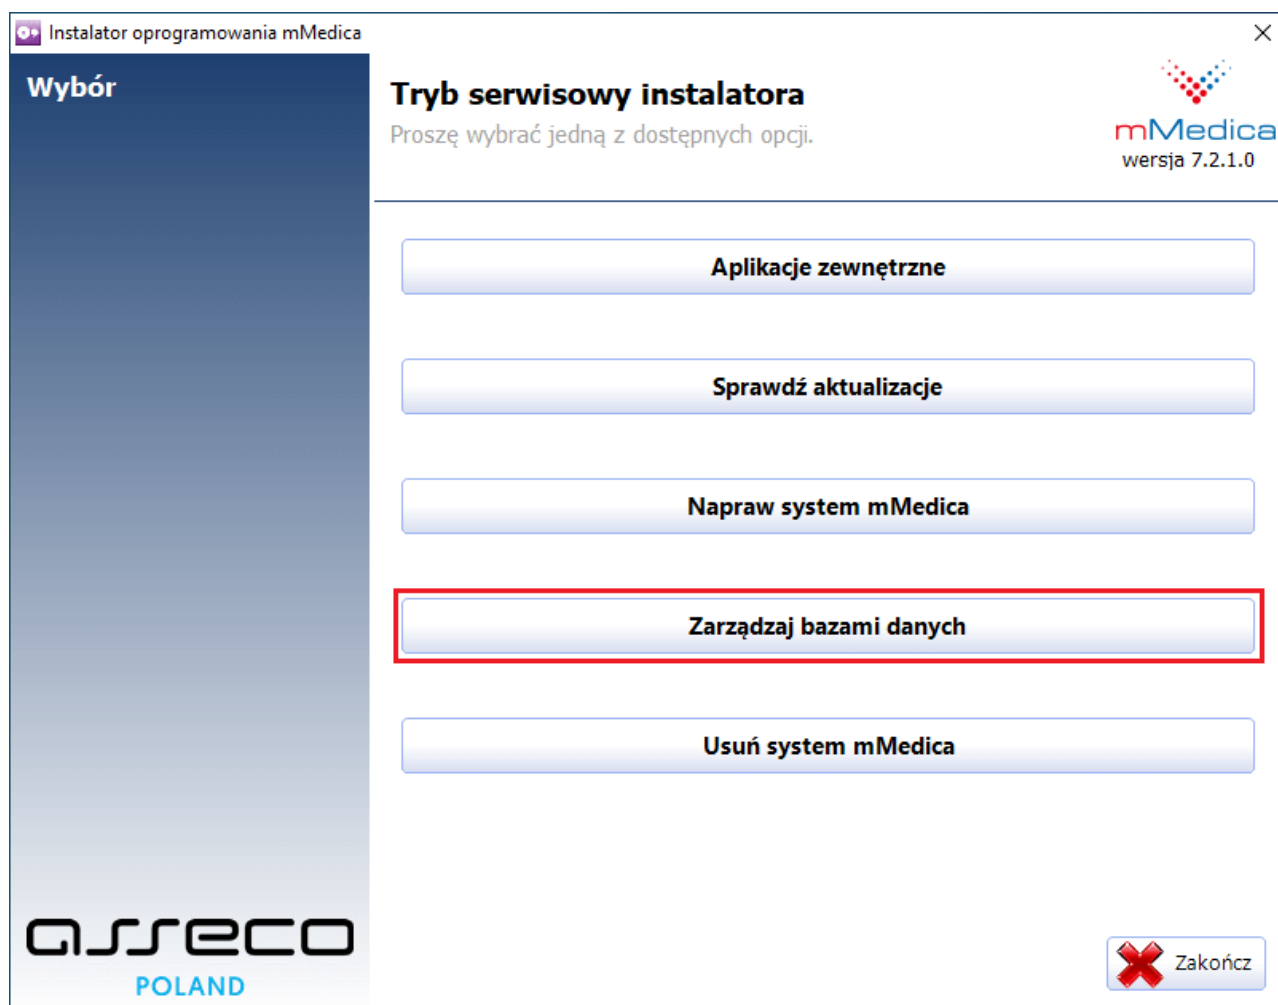 Instalator oprogramowania mMedica
Wybór
Tryb serwisowy instalatora
Proszę wybrać jedną z dostępnych opcji.
mMedica
wersja 7.2.1.0
Aplikacje zewnętrzne
Sprawdź aktualizacje
Napraw system mMedica
Zarządzaj bazami danych
Usuń system mMedica
asseco
POLAND
Zakończ